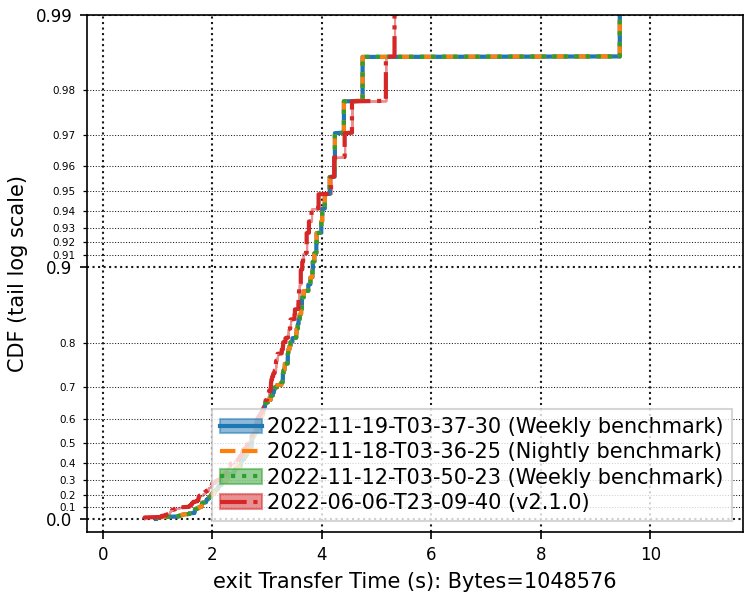 0.99
0.98
0.97
0.96
0.95
0.94
0.93
0.92
0.91
0.9
0.8
0.7
0.6
0.5
0.4
0.3
0.2
0.1
0.0
CDF (tail log scale)
2022-11-19-T03-37-30 (Weekly benchmark)
2022-11-18-T03-36-25 (Nightly benchmark)
2022-11-12-T03-50-23 (Weekly benchmark)
2022-06-06-T23-09-40 (v2.1.0)
0 2 4 6 8 10
exit Transfer Time (s): Bytes=1048576